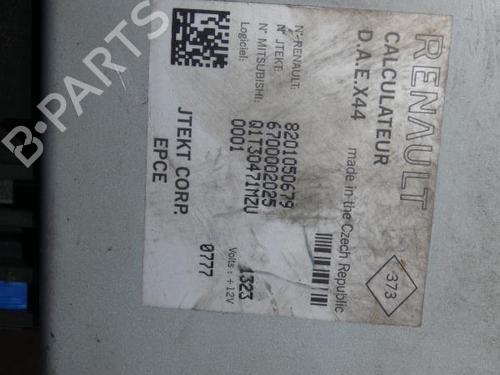 RENAULT
CALCULATEUR
D.A.E.X44
made in the Czech Republic
373
N°-RENAULT: 8201050679
N° JTEKT: 6700002025
N° MITSUBISHI: Q1T30471MZU
Logiciel: 0001
1323
Volts : +12V
0777
JTEKT CORP.
EPCE
B-PARTS